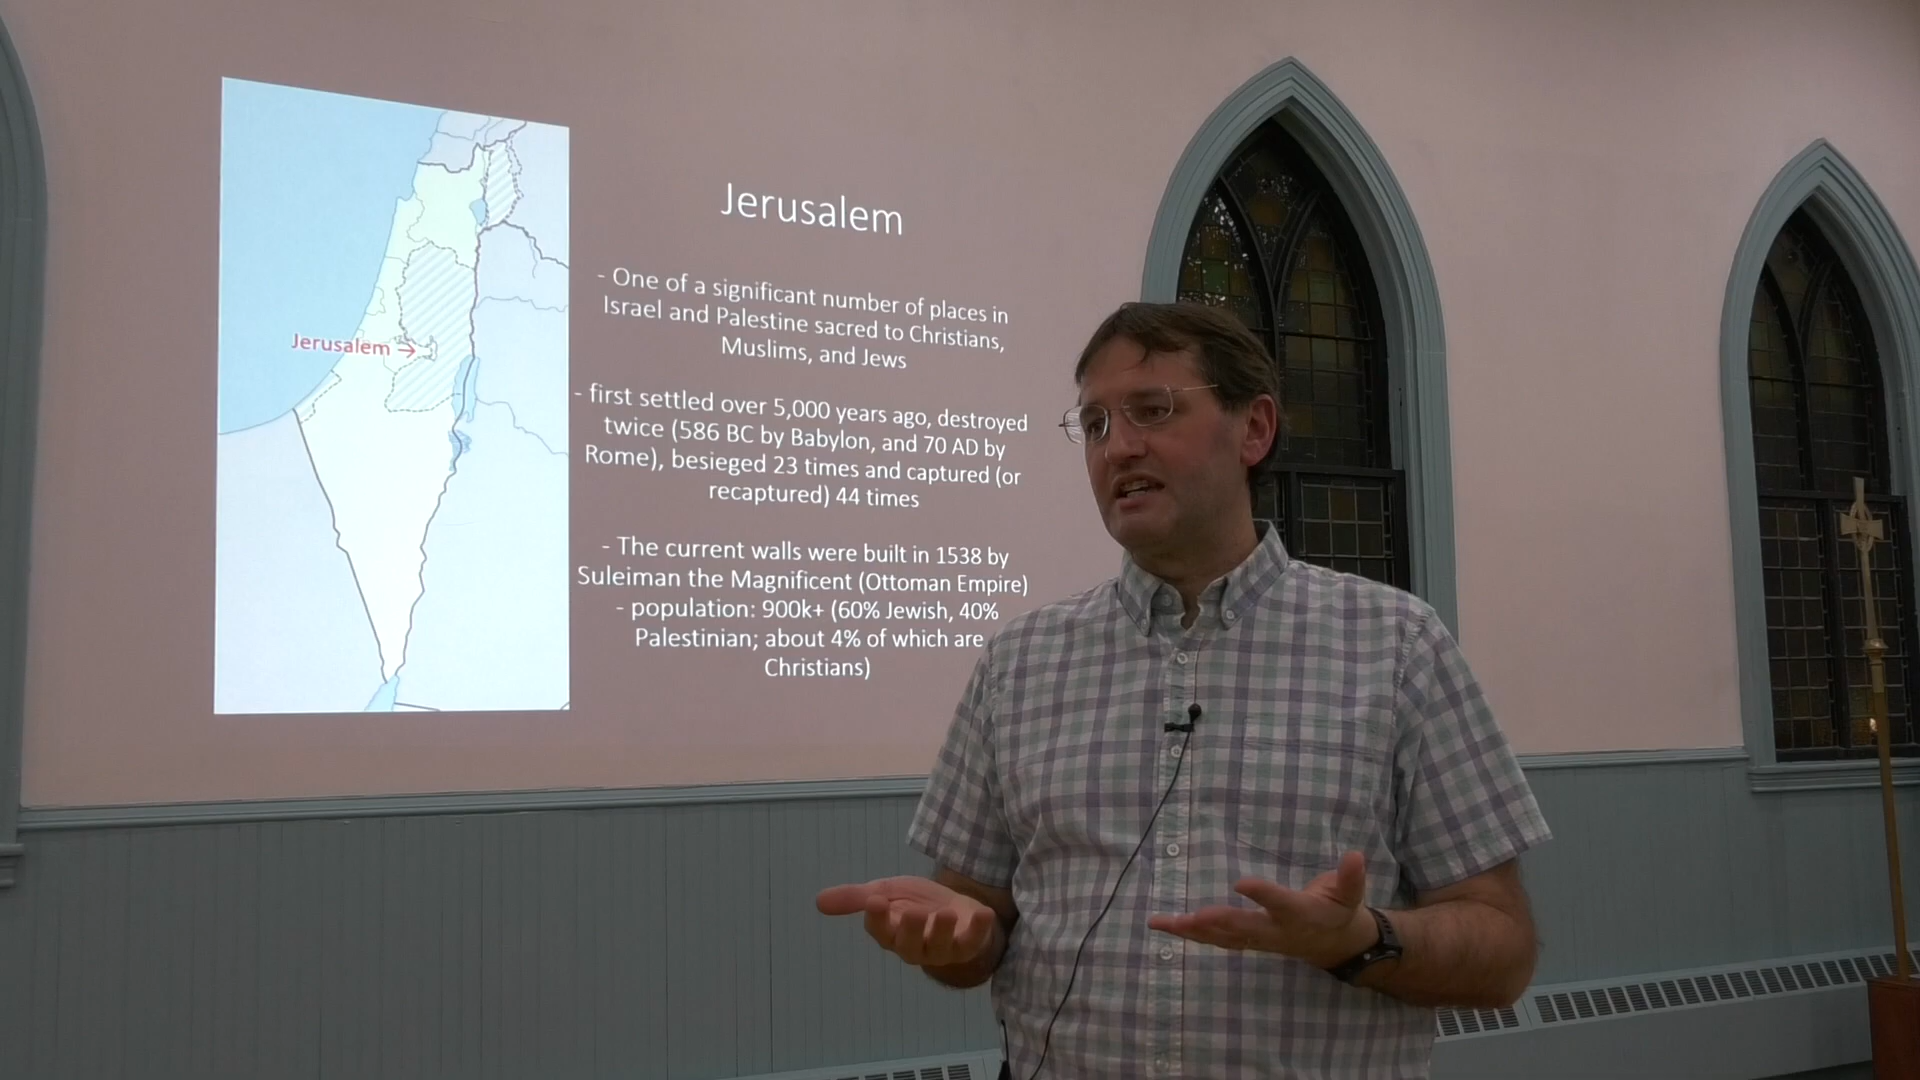 Jerusalem
Jerusalem →
- One of a significant number of places in
Israel and Palestine sacred to Christians,
Muslims, and Jews
- first settled over 5,000 years ago, destroyed
twice (586 BC by Babylon, and 70 AD by
Rome), besieged 23 times and captured (or
recaptured) 44 times
- The current walls were built in 1538 by
Suleiman the Magnificent (Ottoman Empire)
- population: 900k+ (60% Jewish, 40%
Palestinian; about 4% of which are
Christians)